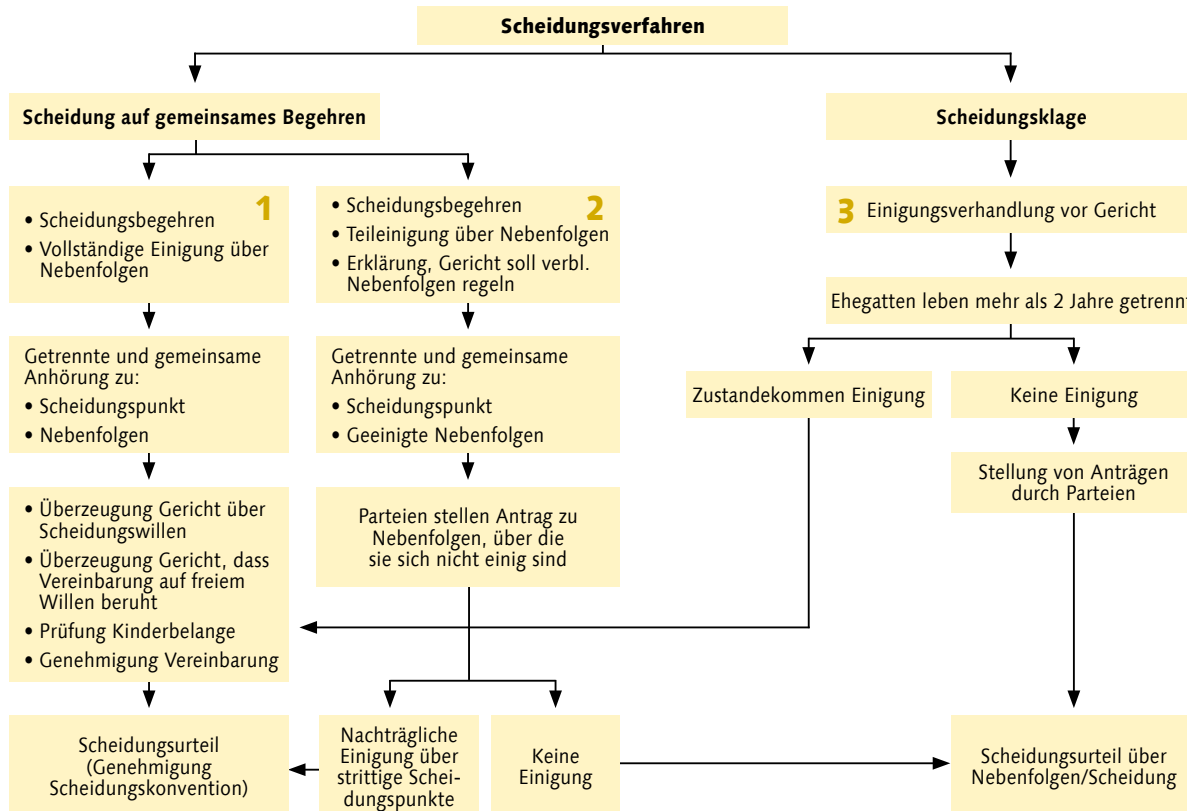 Scheidungsverfahren
Scheidung auf gemeinsames Begehren
Scheidungsklage
1
• Scheidungsbegehren
• Vollständige Einigung über
Nebenfolgen
2
• Scheidungsbegehren
• Teileinigung über Nebenfolgen
• Erklärung, Gericht soll verbl.
Nebenfolgen regeln
3 Einigungsverhandlung vor Gericht
Ehegatten leben mehr als 2 Jahre getrennt
Getrennte und gemeinsame
Anhörung zu:
• Scheidungspunkt
• Nebenfolgen
Getrennte und gemeinsame
Anhörung zu:
• Scheidungspunkt
• Geeinigte Nebenfolgen
Zustandekommen Einigung
Keine Einigung
Stellung von Anträgen
durch Parteien
• Überzeugung Gericht über
Scheidungswillen
• Überzeugung Gericht, dass
Vereinbarung auf freiem
Willen beruht
• Prüfung Kinderbelange
• Genehmigung Vereinbarung
Parteien stellen Antrag zu
Nebenfolgen, über die
sie sich nicht einig sind
Scheidungsurteil
(Genehmigung
Scheidungskonvention)
Nachträgliche
Einigung über
strittige Schei-
dungspunkte
Keine
Einigung
Scheidungsurteil über
Nebenfolgen/Scheidung